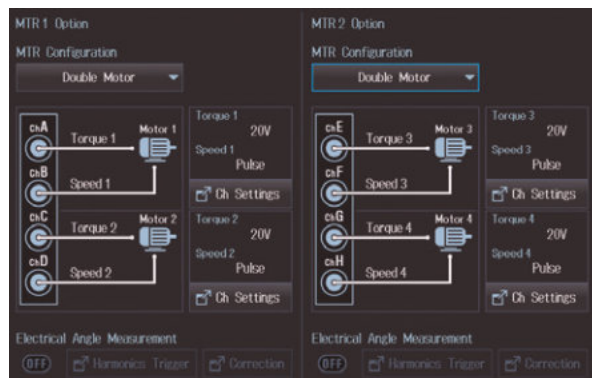 MTR1 Option
MTR Configuration
Double Motor
chA
Torque 1
Motor 1
chB
Speed 1
chC
Torque 2
Motor 2
chD
Speed 2
Torque 1
20V
Speed 1
Pulse
Ch Settings
Torque 2
20V
Speed 2
Pulse
Ch Settings
Electrical Angle Measurement
OFF
Harmonics Trigger
Correction
MTR2 Option
MTR Configuration
Double Motor
chE
Torque 3
Motor 3
chF
Speed 3
chG
Torque 4
Motor 4
chH
Speed 4
Torque 3
20V
Speed 3
Pulse
Ch Settings
Torque 4
20V
Speed 4
Pulse
Ch Settings
Electrical Angle Measurement
OFF
Harmonics Trigger
Correction